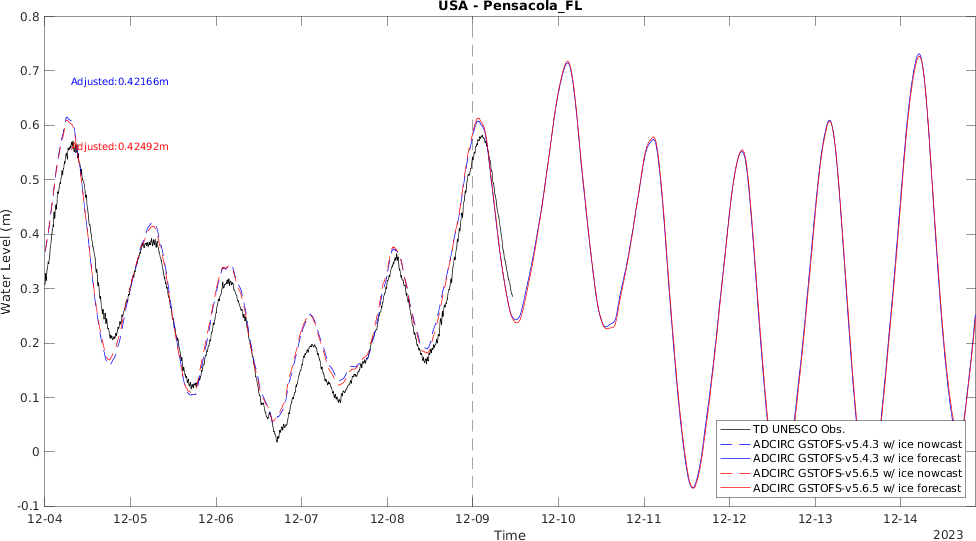 USA - Pensacola_FL
0.8
0.7
0.6
0.5
0.4
0.3
0.2
0.1
0
-0.1
Water Level (m)
Adjusted:0.42166m
Adjusted:0.42492m
TD UNESCO Obs.
ADCIRC GSTOFS-v5.4.3 w/ ice nowcast
ADCIRC GSTOFS-v5.4.3 w/ ice forecast
ADCIRC GSTOFS-v5.6.5 w/ ice nowcast
ADCIRC GSTOFS-v5.6.5 w/ ice forecast
12-04 12-05 12-06 12-07 12-08 12-09 12-10 12-11 12-12 12-13 12-14
Time
2023